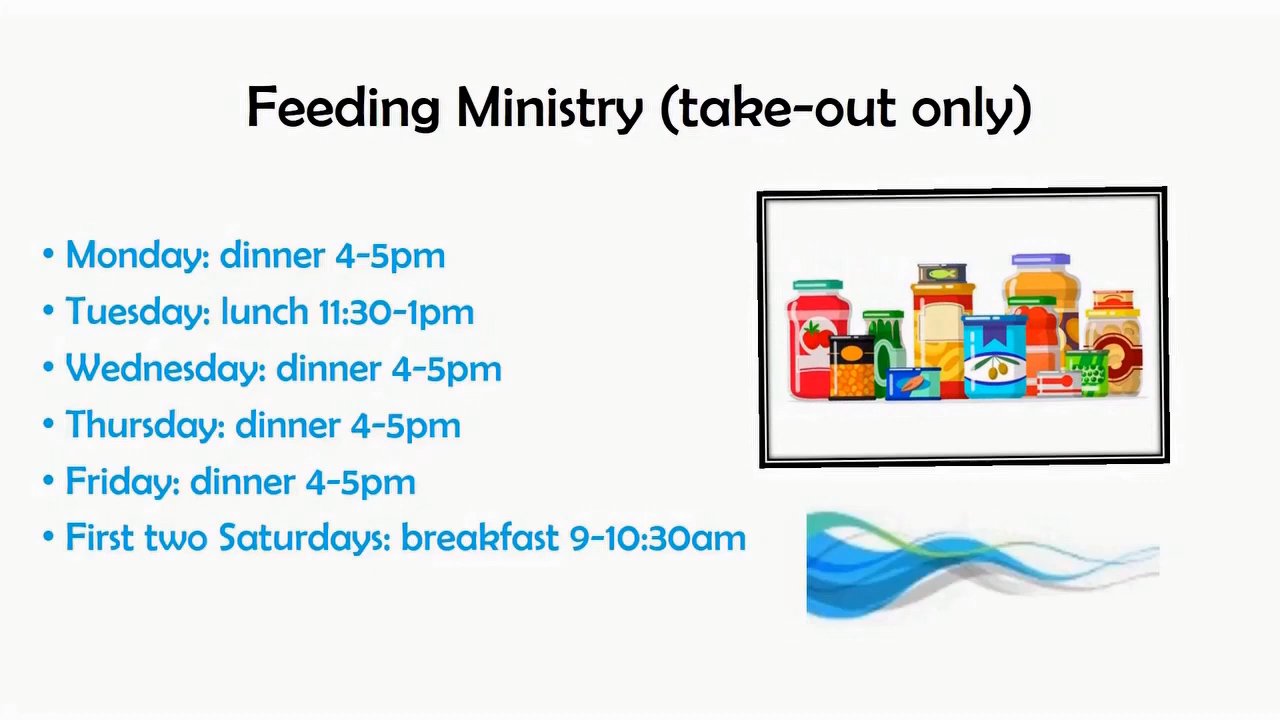 Feeding Ministry (take-out only)
• Monday: dinner 4-5pm
• Tuesday: lunch 11:30-1pm
• Wednesday: dinner 4-5pm
• Thursday: dinner 4-5pm
• Friday: dinner 4-5pm
• First two Saturdays: breakfast 9-10:30am